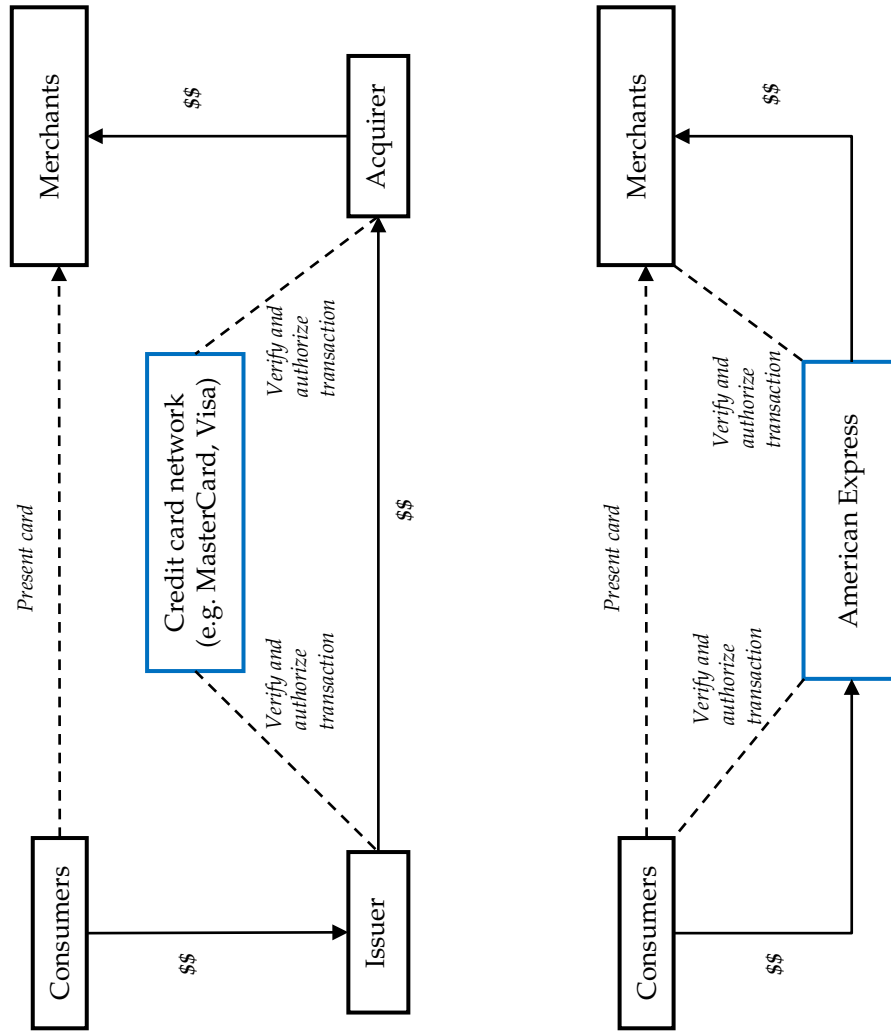 Present card
Consumers
Merchants
Credit card network
(e.g. MasterCard, Visa)
$$
$$
Verify and
authorize
transaction
Verify and
authorize
transaction
Issuer
Acquirer
$$
Present card
Consumers
Merchants
Verify and
authorize
transaction
Verify and
authorize
transaction
$$
$$
American Express